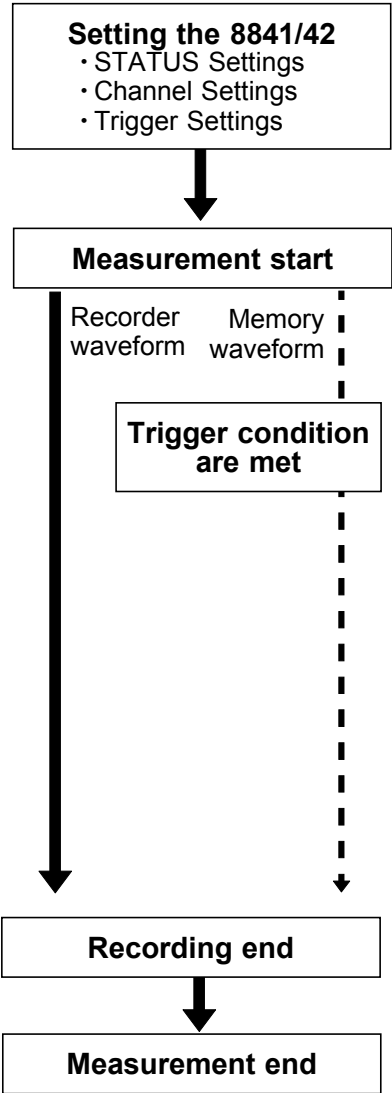 Setting the 8841/42
・STATUS Settings
・Channel Settings
・Trigger Settings
Measurement start
Recorder
waveform
Memory
waveform
Trigger condition
are met
Recording end
Measurement end